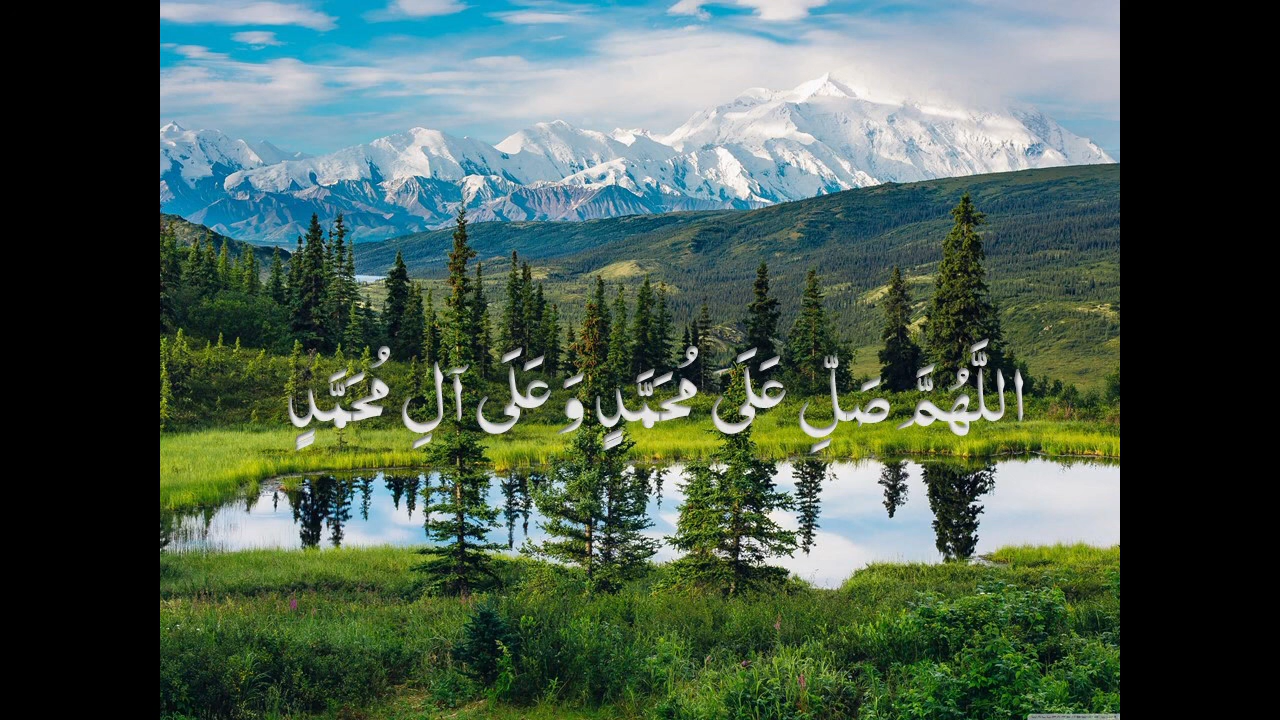 اللَّهُمَّ صَلِّ عَلَىٰ مُحَمَّدٍ وَعَلَىٰ آلِ مُحَمَّدٍ